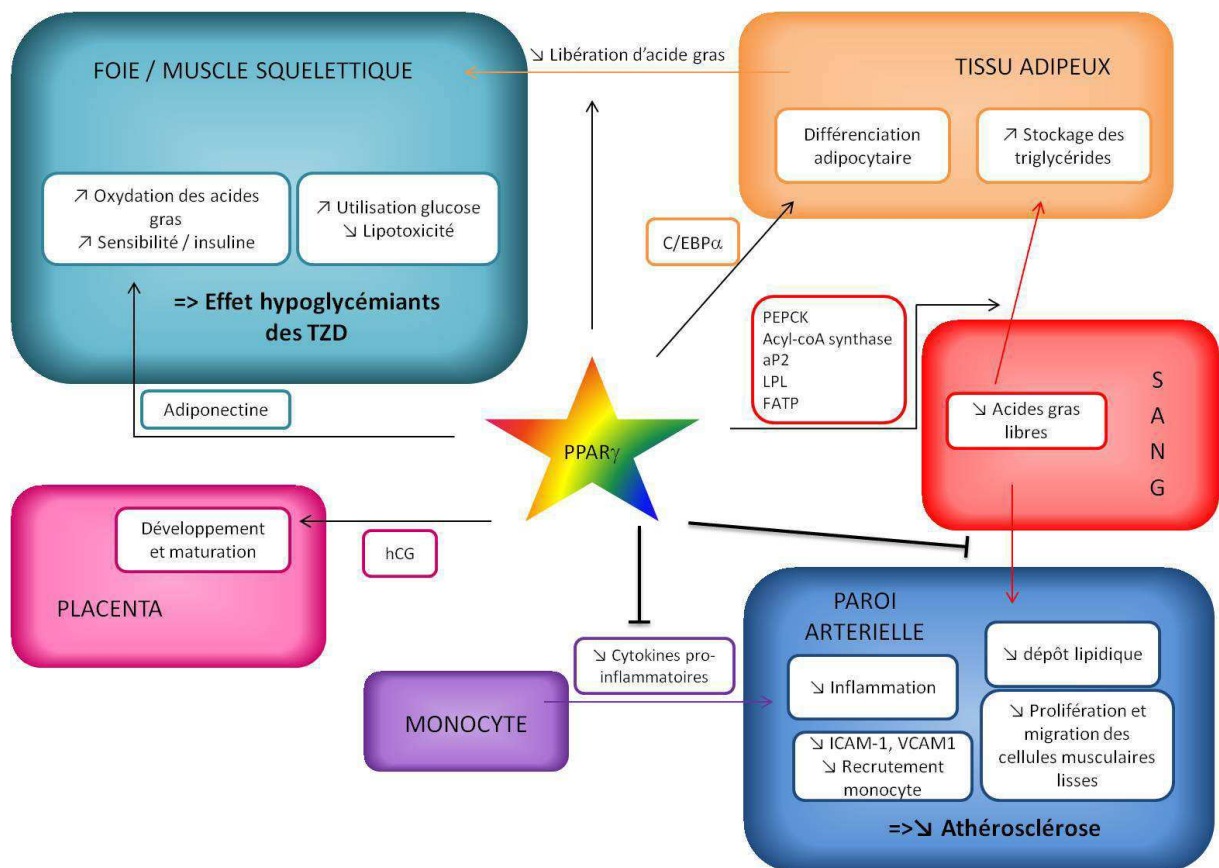 FOIE / MUSCLE SQUELETTIQUE
↗ Oxydation des acides
gras
↗ Sensibilité / insuline
↗ Utilisation glucose
↘ Lipotoxicité
=> Effet hypoglycémiants
des TZD
↘ Libération d’acide gras
TISSU ADIPEUX
Différenciation
adipocytaire
↗ Stockage des
triglycérides
C/EBPα
PEPCK
Acyl-coA synthase
aP2
LPL
FATP
Adiponectine
PPARγ
↘ Acides gras
libres
S
A
N
G
Développement
et maturation
hCG
PLACENTA
MONOCYTE
↘ Cytokines pro-
inflammatoires
PAROI
ARTERIELLE
↘ Inflammation
↘ ICAM-1, VCAM1
↘ Recrutement
monocyte
↘ dépôt lipidique
↘ Prolifération et
migration des
cellules musculaires
lisses
=>↘ Athérosclérose